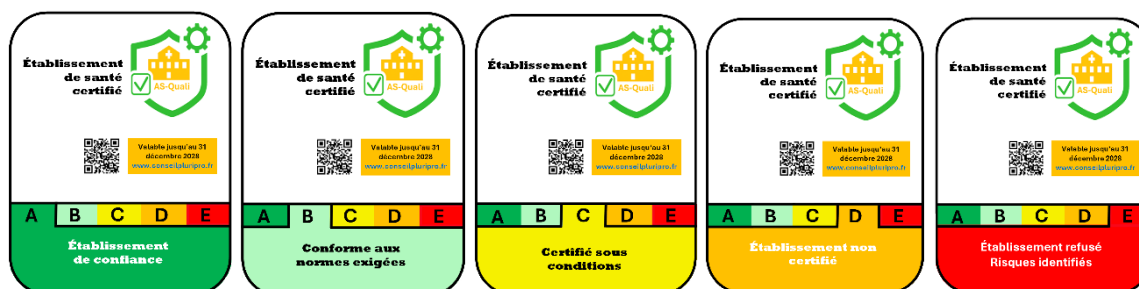 Établissement
de santé
certifié
AS-Quali
Valable jusqu'au 31
décembre 2028
www.conseilpluripro.fr
A B C D E
Établissement
de confiance
Établissement
de santé
certifié
AS-Quali
Valable jusqu'au 31
décembre 2028
www.conseilpluripro.fr
A B C D E
Conforme aux
normes exigées
Établissement
de santé
certifié
AS-Quali
Valable jusqu'au 31
décembre 2028
www.conseilpluripro.fr
A B C D E
Certifié sous
conditions
Établissement
de santé
certifié
AS-Quali
Valable jusqu'au 31
décembre 2028
www.conseilpluripro.fr
A B C D E
Établissement non
certifié
Établissement
de santé
certifié
AS-Quali
Valable jusqu'au 31
décembre 2028
www.conseilpluripro.fr
A B C D E
Établissement refusé
Risques identifiés